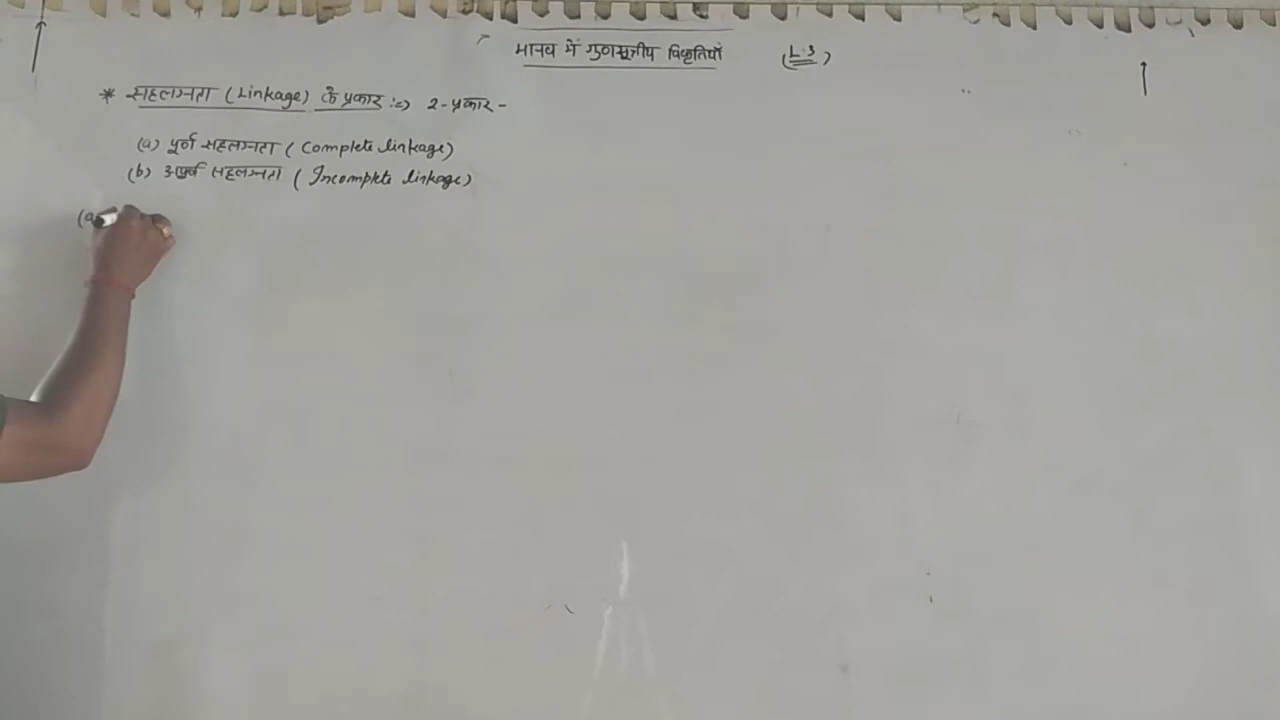 मानव में गुणसूत्रीय विकृतियाँ (L-3)
* सहलग्नता (Linkage) के प्रकार :=> 2-प्रकार-
(a) पूर्ण सहलग्नता (Complete linkage)
(b) अपूर्ण सहलग्नता (Incomplete linkage)
(a